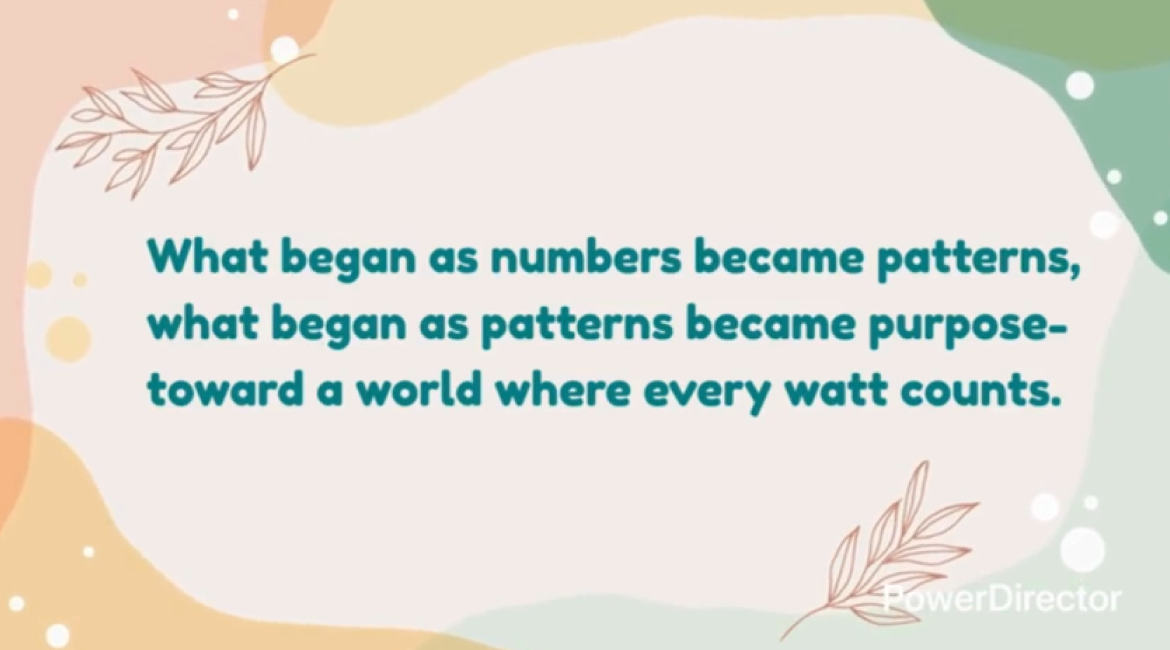 What began as numbers became patterns,
what began as patterns became purpose-
toward a world where every watt counts.
PowerDirector